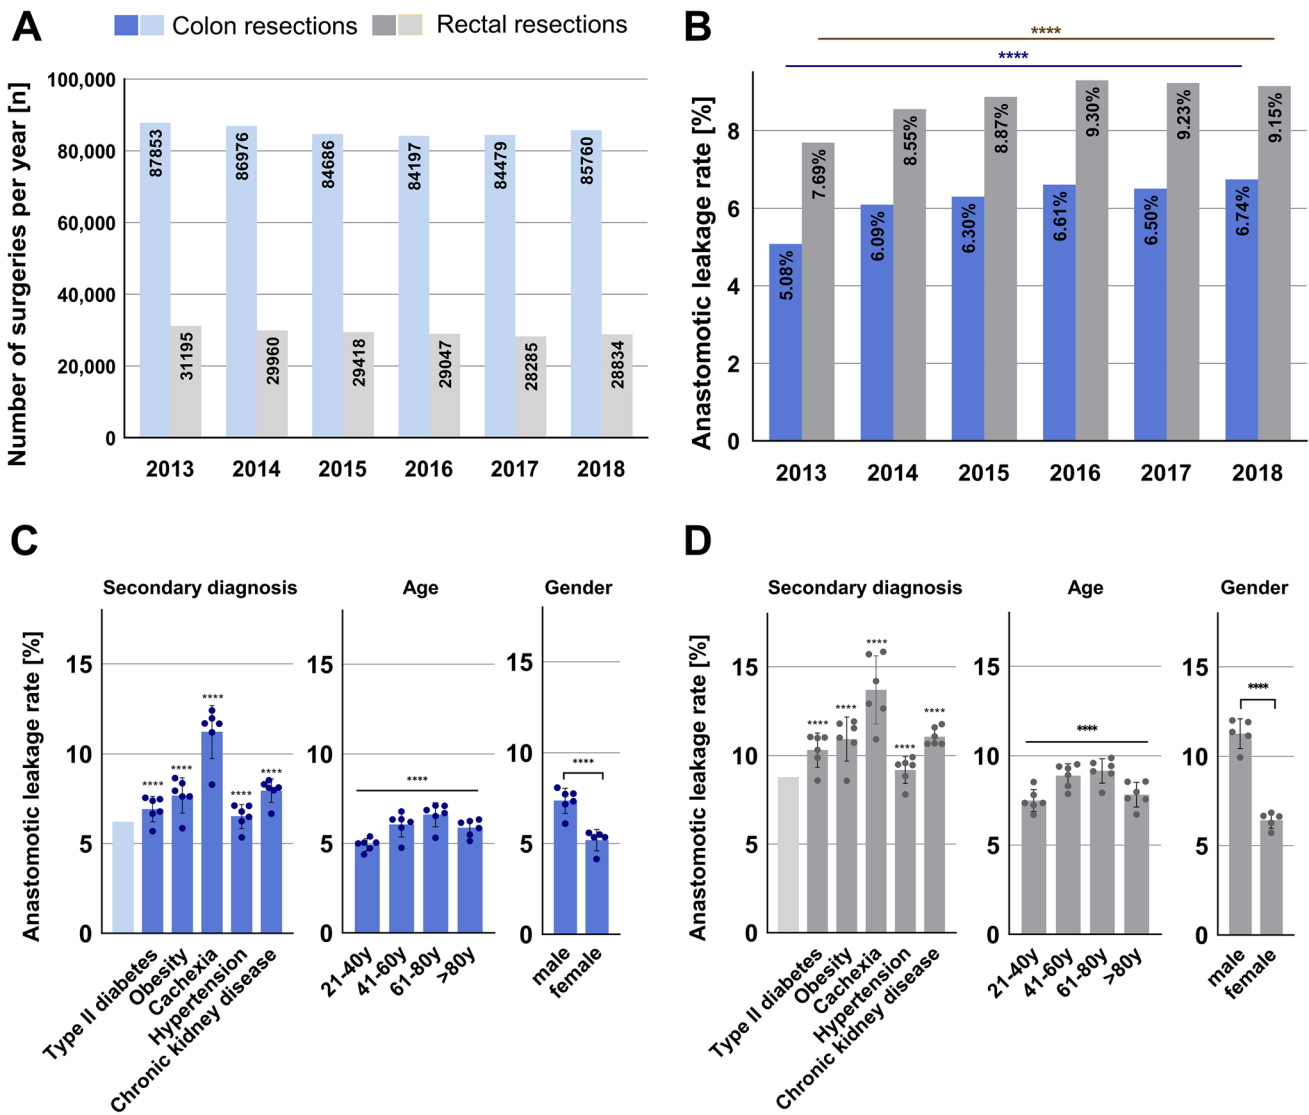 A
Colon resections
Rectal resections
Number of surgeries per year [n]
100,000
80,000
60,000
40,000
20,000
0
87853
31195
86976
29960
84686
29418
84197
29047
84479
28285
85760
28834
2013 2014 2015 2016 2017 2018
B
****
****
Anastomotic leakage rate [%]
8
6
4
2
0
5.08%
7.69%
6.09%
8.55%
6.30%
8.87%
6.61%
9.30%
6.50%
9.23%
6.74%
9.15%
2013 2014 2015 2016 2017 2018
C
Secondary diagnosis
Anastomotic leakage rate [%]
15
10
5
0
****
****
****
****
****
Type II diabetes
Obesity
Cachexia
Hypertension
Chronic kidney disease
Age
15
10
5
0
****
21-40y
41-60y
61-80y
>80y
Gender
15
10
5
0
****
male
female
D
Secondary diagnosis
Anastomotic leakage rate [%]
15
10
5
0
****
****
****
****
****
Type II diabetes
Obesity
Cachexia
Hypertension
Chronic kidney disease
Age
15
10
5
0
****
21-40y
41-60y
61-80y
>80y
Gender
15
10
5
0
****
male
female